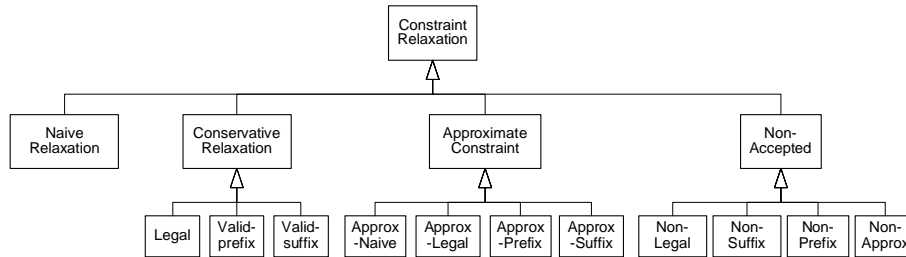 Constraint
Relaxation
Naive
Relaxation
Conservative
Relaxation
Approximate
Constraint
Non-
Accepted
Legal
Valid-
prefix
Valid-
suffix
Approx
-Naive
Approx
-Legal
Approx
-Prefix
Approx
-Suffix
Non-
Legal
Non-
Suffix
Non-
Prefix
Non-
Approx